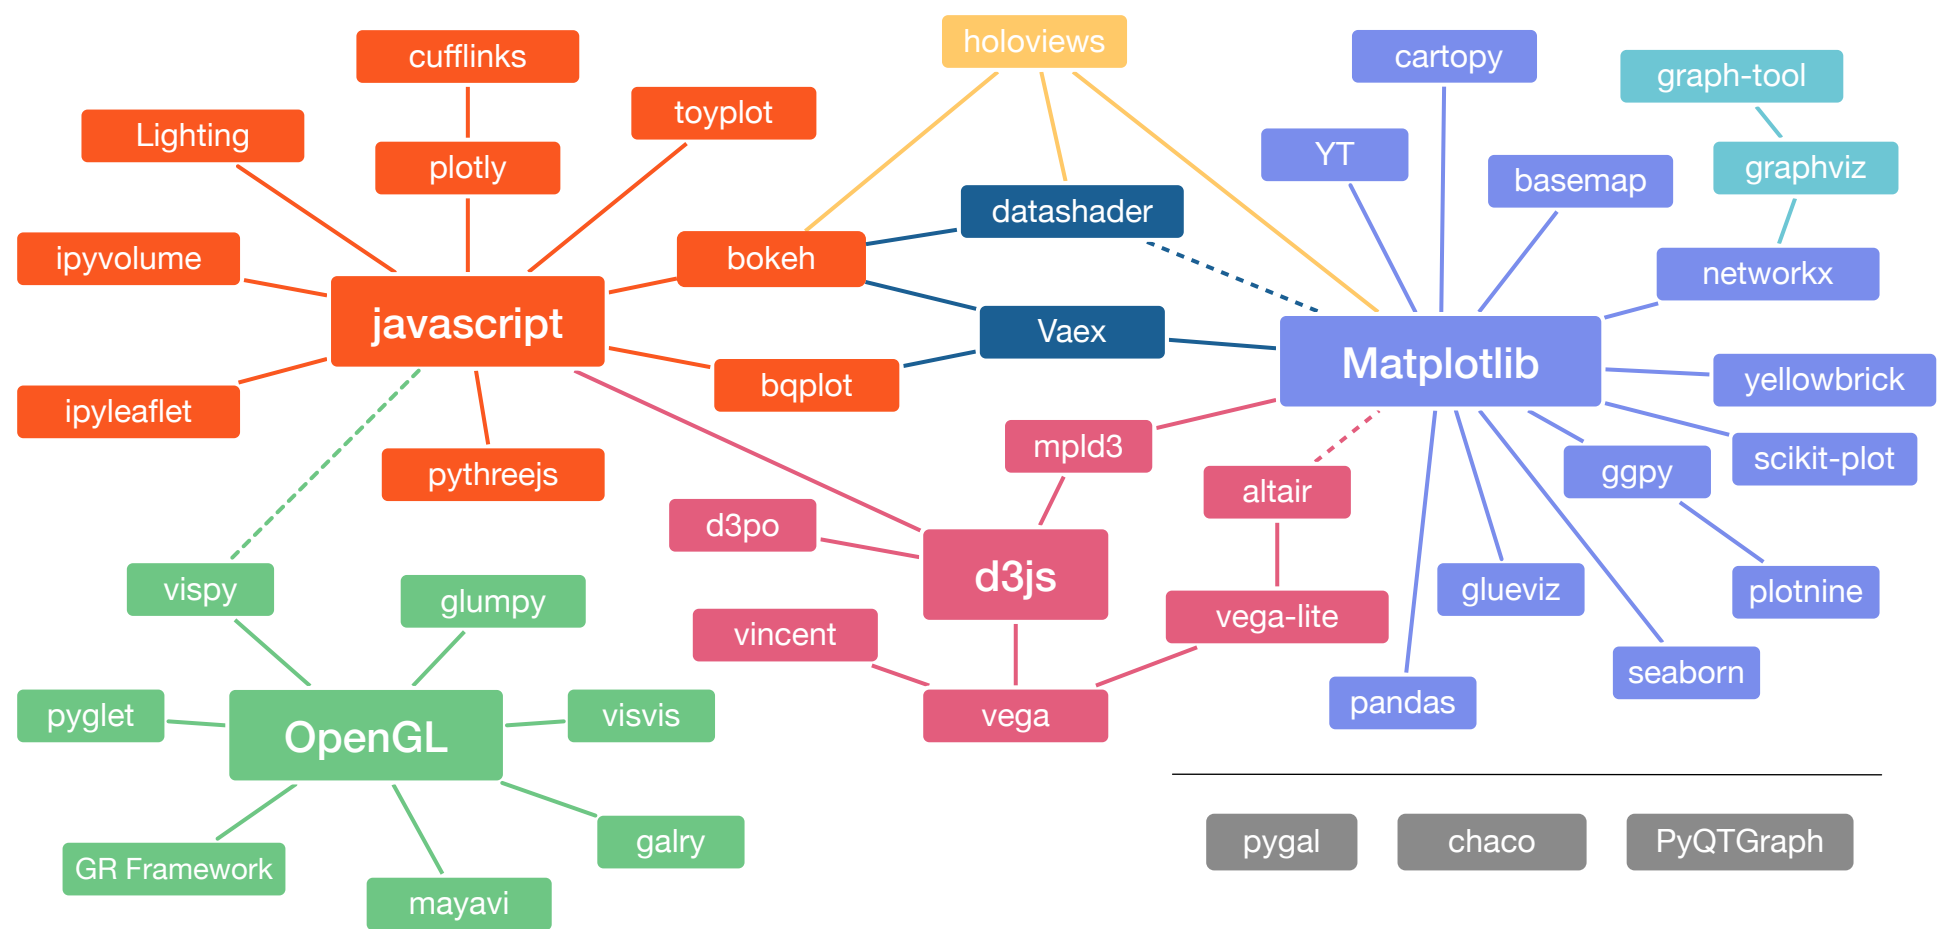 holoviews
cufflinks
cartopy
graph-tool
toyplot
Lighting
YT
plotly
graphviz
basemap
datashader
ipyvolume
bokeh
networkx
javascript
Vaex
Matplotlib
yellowbrick
bqplot
ipyleaflet
mpld3
scikit-plot
ggpy
pythreejs
altair
d3po
d3js
vispy
glumpy
glueviz
plotnine
vega-lite
vincent
seaborn
pandas
pyglet
OpenGL
visvis
vega
galry
pygal
chaco
PyQTGraph
GR Framework
mayavi